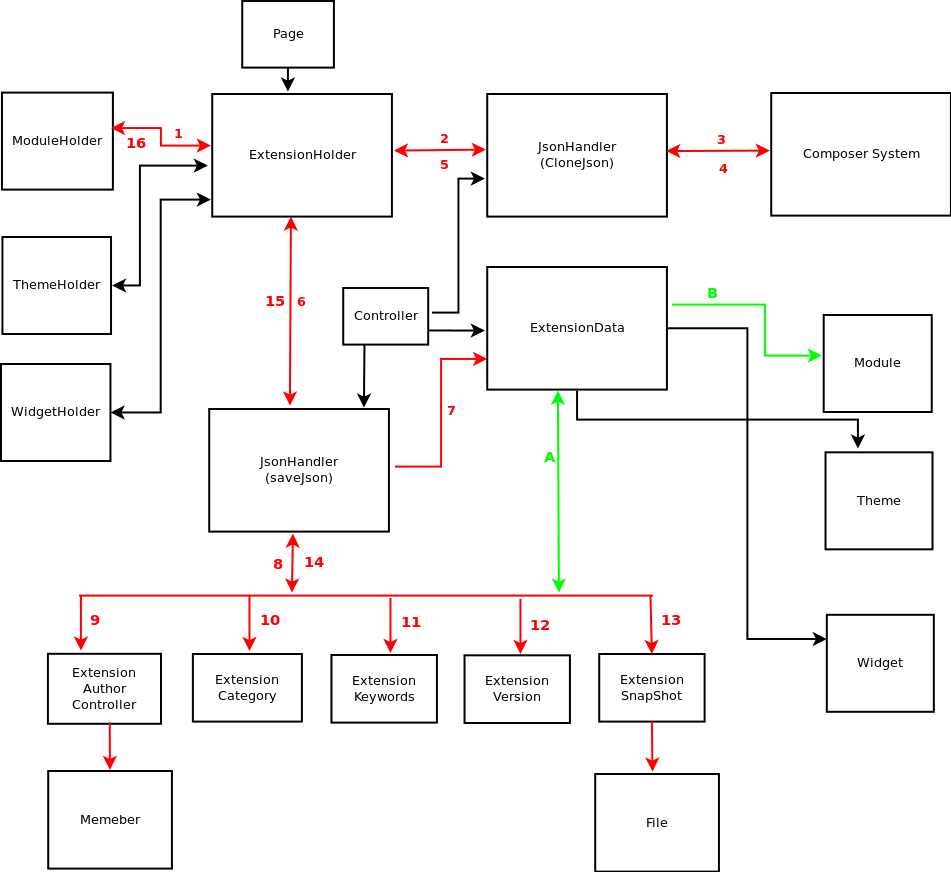 Page
ModuleHolder
1
16
ExtensionHolder
2
5
JsonHandler
(CloneJson)
3
4
Composer System
ThemeHolder
15
6
Controller
ExtensionData
B
Module
WidgetHolder
7
JsonHandler
(saveJson)
A
Theme
8
14
9
10
11
12
13
Extension
Author
Controller
Extension
Category
Extension
Keywords
Extension
Version
Extension
SnapShot
Widget
Memeber
File